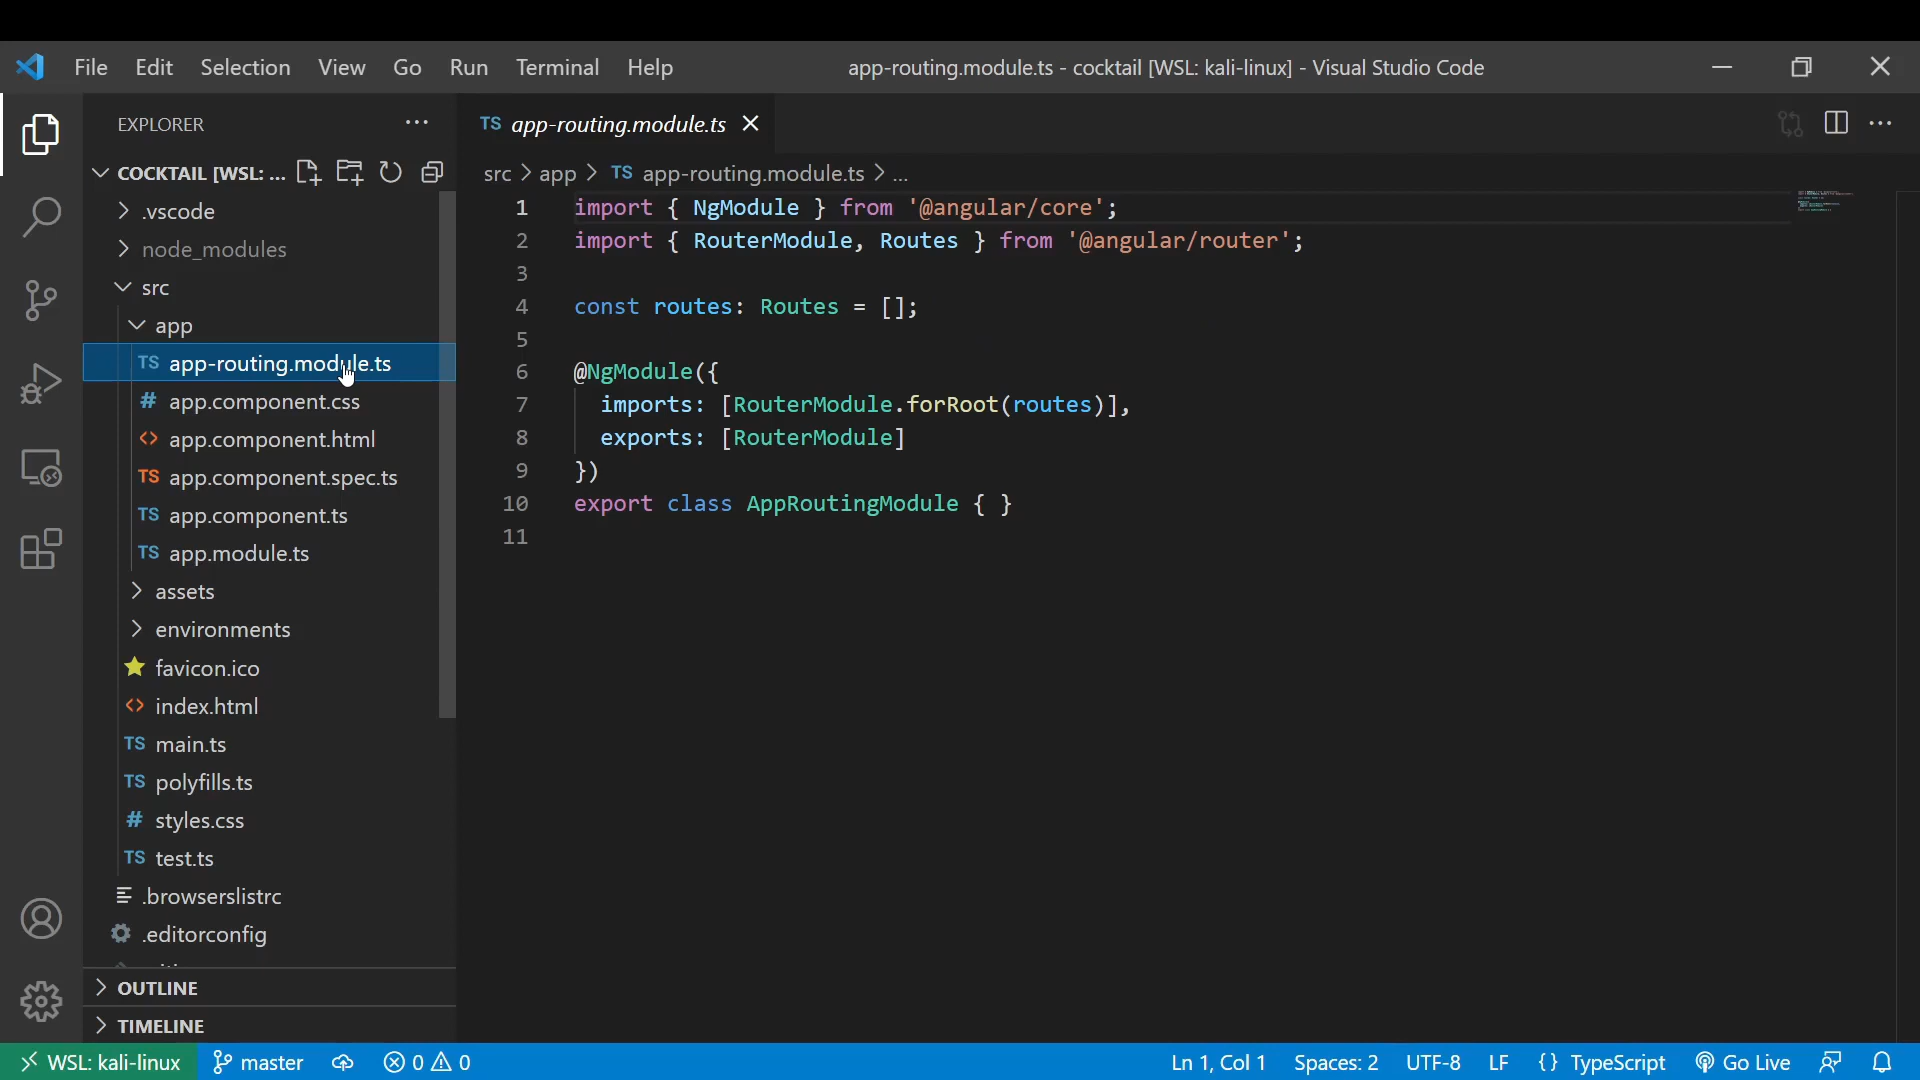 File Edit Selection View Go Run Terminal Help
app-routing.module.ts - cocktail [WSL: kali-linux] - Visual Studio Code
EXPLORER
COCKTAIL [WSL: ...
.vscode
node_modules
src
app
TS app-routing.module.ts
# app.component.css
<> app.component.html
TS app.component.spec.ts
TS app.component.ts
TS app.module.ts
assets
environments
favicon.ico
<> index.html
TS main.ts
TS polyfills.ts
# styles.css
TS test.ts
.browserslistrc
.editorconfig
OUTLINE
TIMELINE
TS app-routing.module.ts
src > app > TS app-routing.module.ts > ...
1 import { NgModule } from '@angular/core';
2 import { RouterModule, Routes } from '@angular/router';
3
4 const routes: Routes = [];
5
6 @NgModule({
7 imports: [RouterModule.forRoot(routes)],
8 exports: [RouterModule]
9 })
10 export class AppRoutingModule { }
11
WSL: kali-linux master 0 0 Ln 1, Col 1 Spaces: 2 UTF-8 LF {} TypeScript Go Live